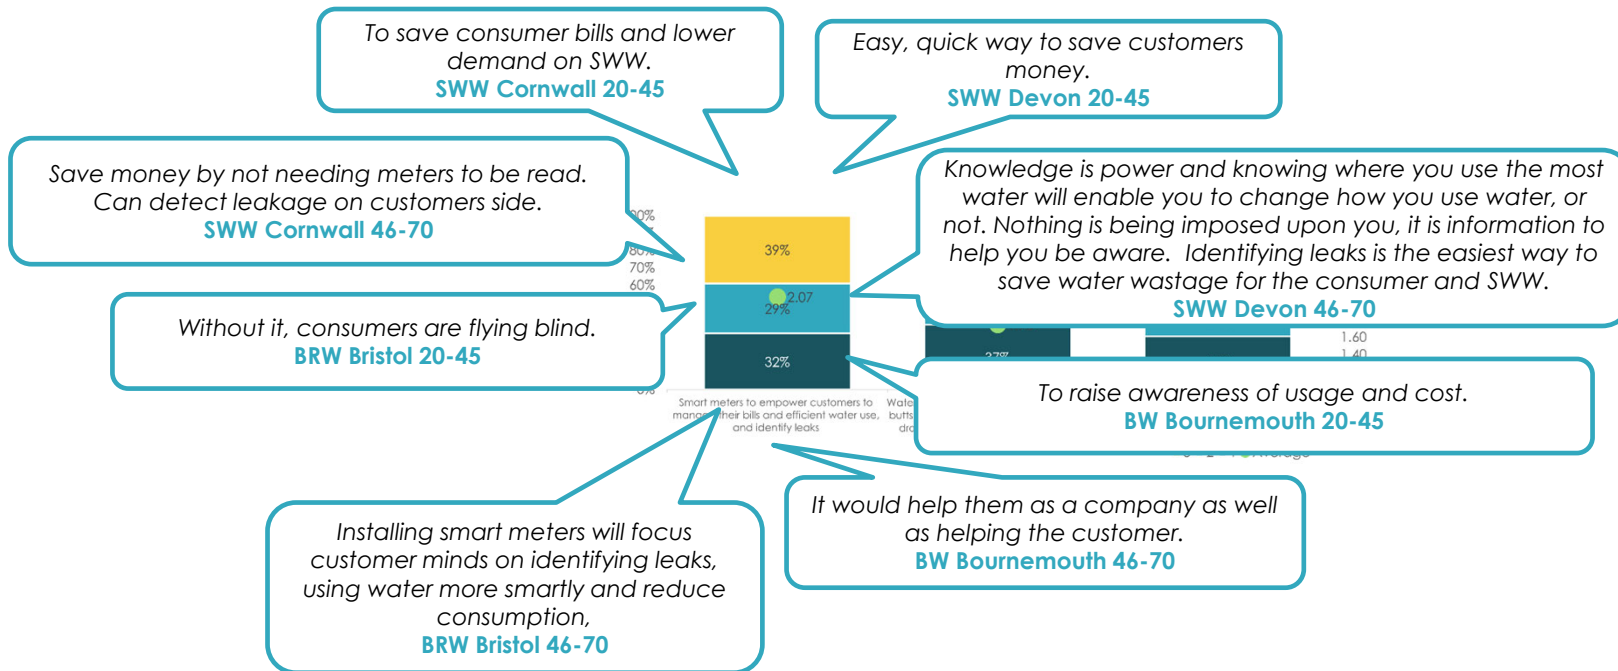 To save consumer bills and lower
demand on SWW.
SWW Cornwall 20-45
Easy, quick way to save customers
money.
SWW Devon 20-45
Save money by not needing meters to be read.
Can detect leakage on customers side.
SWW Cornwall 46-70
Knowledge is power and knowing where you use the most
water will enable you to change how you use water, or
not. Nothing is being imposed upon you, it is information to
help you be aware.  Identifying leaks is the easiest way to
save water wastage for the consumer and SWW.
SWW Devon 46-70
80%
70%
60%
39%
2.07
29%
32%
37%
1.60
1.40
Without it, consumers are flying blind.
BRW Bristol 20-45
Smart meters to empower customers to
manage their bills and efficient water use,
and identify leaks
To raise awareness of usage and cost.
BW Bournemouth 20-45
Average
Installing smart meters will focus
customer minds on identifying leaks,
using water more smartly and reduce
consumption,
BRW Bristol 46-70
It would help them as a company as well
as helping the customer.
BW Bournemouth 46-70